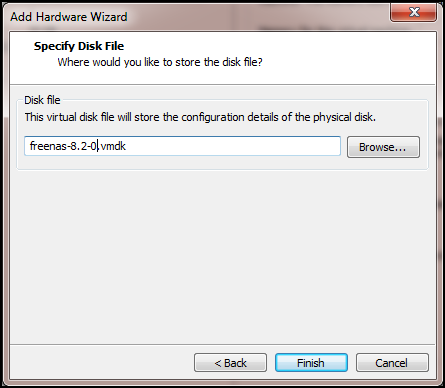 Add Hardware Wizard
Specify Disk File
Where would you like to store the disk file?
Disk file
This virtual disk file will store the configuration details of the physical disk.
freenas-8.2-0.vmdk
Browse...
< Back
Finish
Cancel